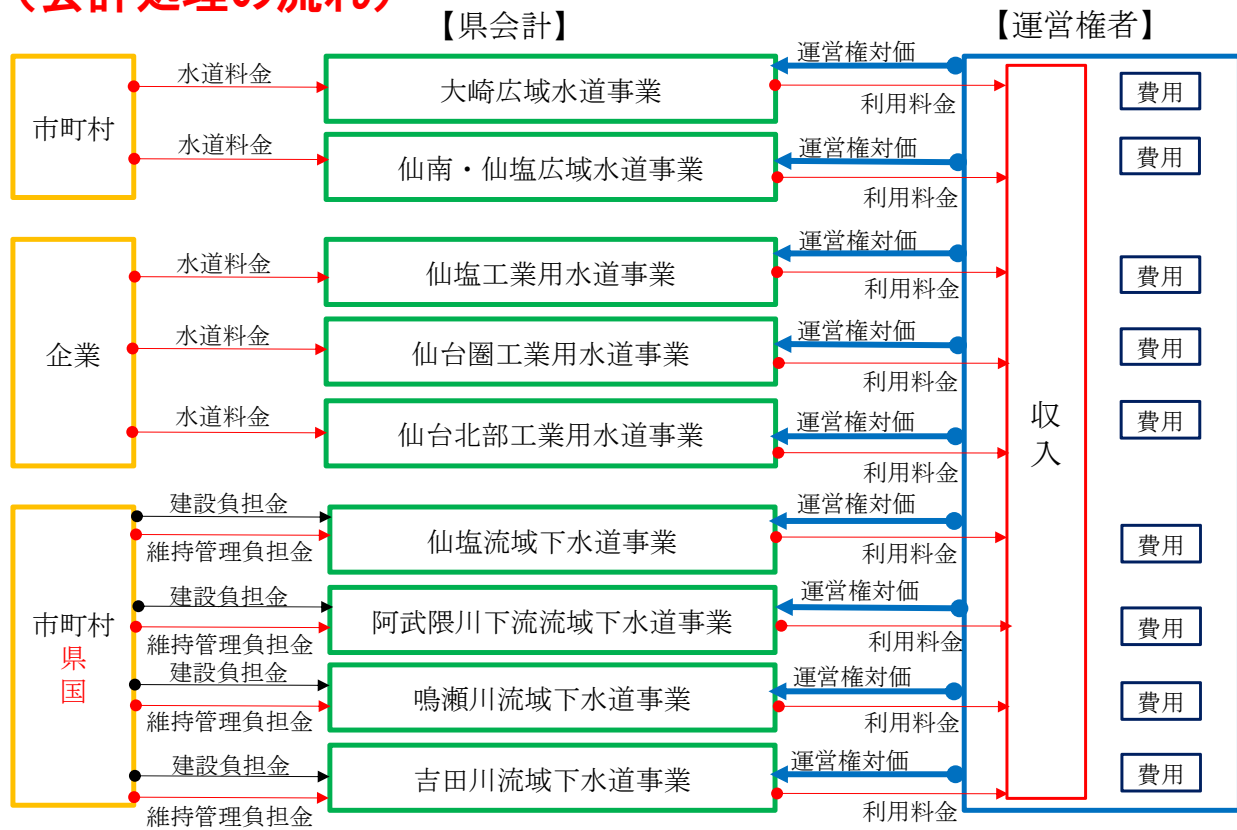 （会計処理の流れ）
【県会計】
【運営権者】
市町村
水道料金
大崎広域水道事業
運営権対価
利用料金
費用
水道料金
仙南・仙塩広域水道事業
運営権対価
利用料金
費用
企業
水道料金
仙塩工業用水道事業
運営権対価
利用料金
費用
水道料金
仙台圏工業用水道事業
運営権対価
利用料金
費用
水道料金
仙台北部工業用水道事業
運営権対価
利用料金
費用
収
入
市町村
県
国
建設負担金
維持管理負担金
仙塩流域下水道事業
運営権対価
利用料金
費用
建設負担金
維持管理負担金
阿武隈川下流流域下水道事業
運営権対価
利用料金
費用
建設負担金
維持管理負担金
鳴瀬川流域下水道事業
運営権対価
利用料金
費用
建設負担金
維持管理負担金
吉田川流域下水道事業
運営権対価
利用料金
費用